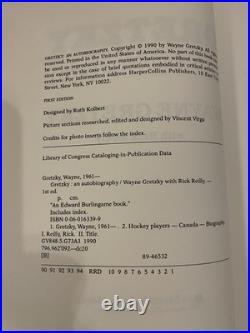 GRETZKY: AN AUTOBIOGRAPHY. Copyright © 1990 by Wayne Gretzky. All
rights reserved.
Printed in the United States of America. No part of this
be used or reproduced in any manner whatsoever without written permis-
sion except in the case of brief quotations embodied in critical
reviews. For information address HarperCollins Publishers, 10 East
Street, New York, NY 10022.
FIRST EDITION
Designed by Ruth Kolbert
Picture sections researched, edited and designed by Vincent Virga
Credits for photo inserts follow the index.
Library of Congress Cataloging-in-Publication Data
Gretzky, Wayne, 1961–
Gretzky : an autobiography / Wayne Gretzky with Rick Reilly.—
1st ed.
p. cm.
"An Edward Burlingame book."
Includes index.
ISBN 0-06-016339-9
1. Gretzky, Wayne, 1961– . 2. Hockey players—Canada—Biography.
I. Reilly, Rick. II. Title.
GV848.5.G73A3 1990
796.962'092—dc20
[B] 89-46532
90 91 92 93 94 RRD 10 9 8 7 6 5 4 3 2 1